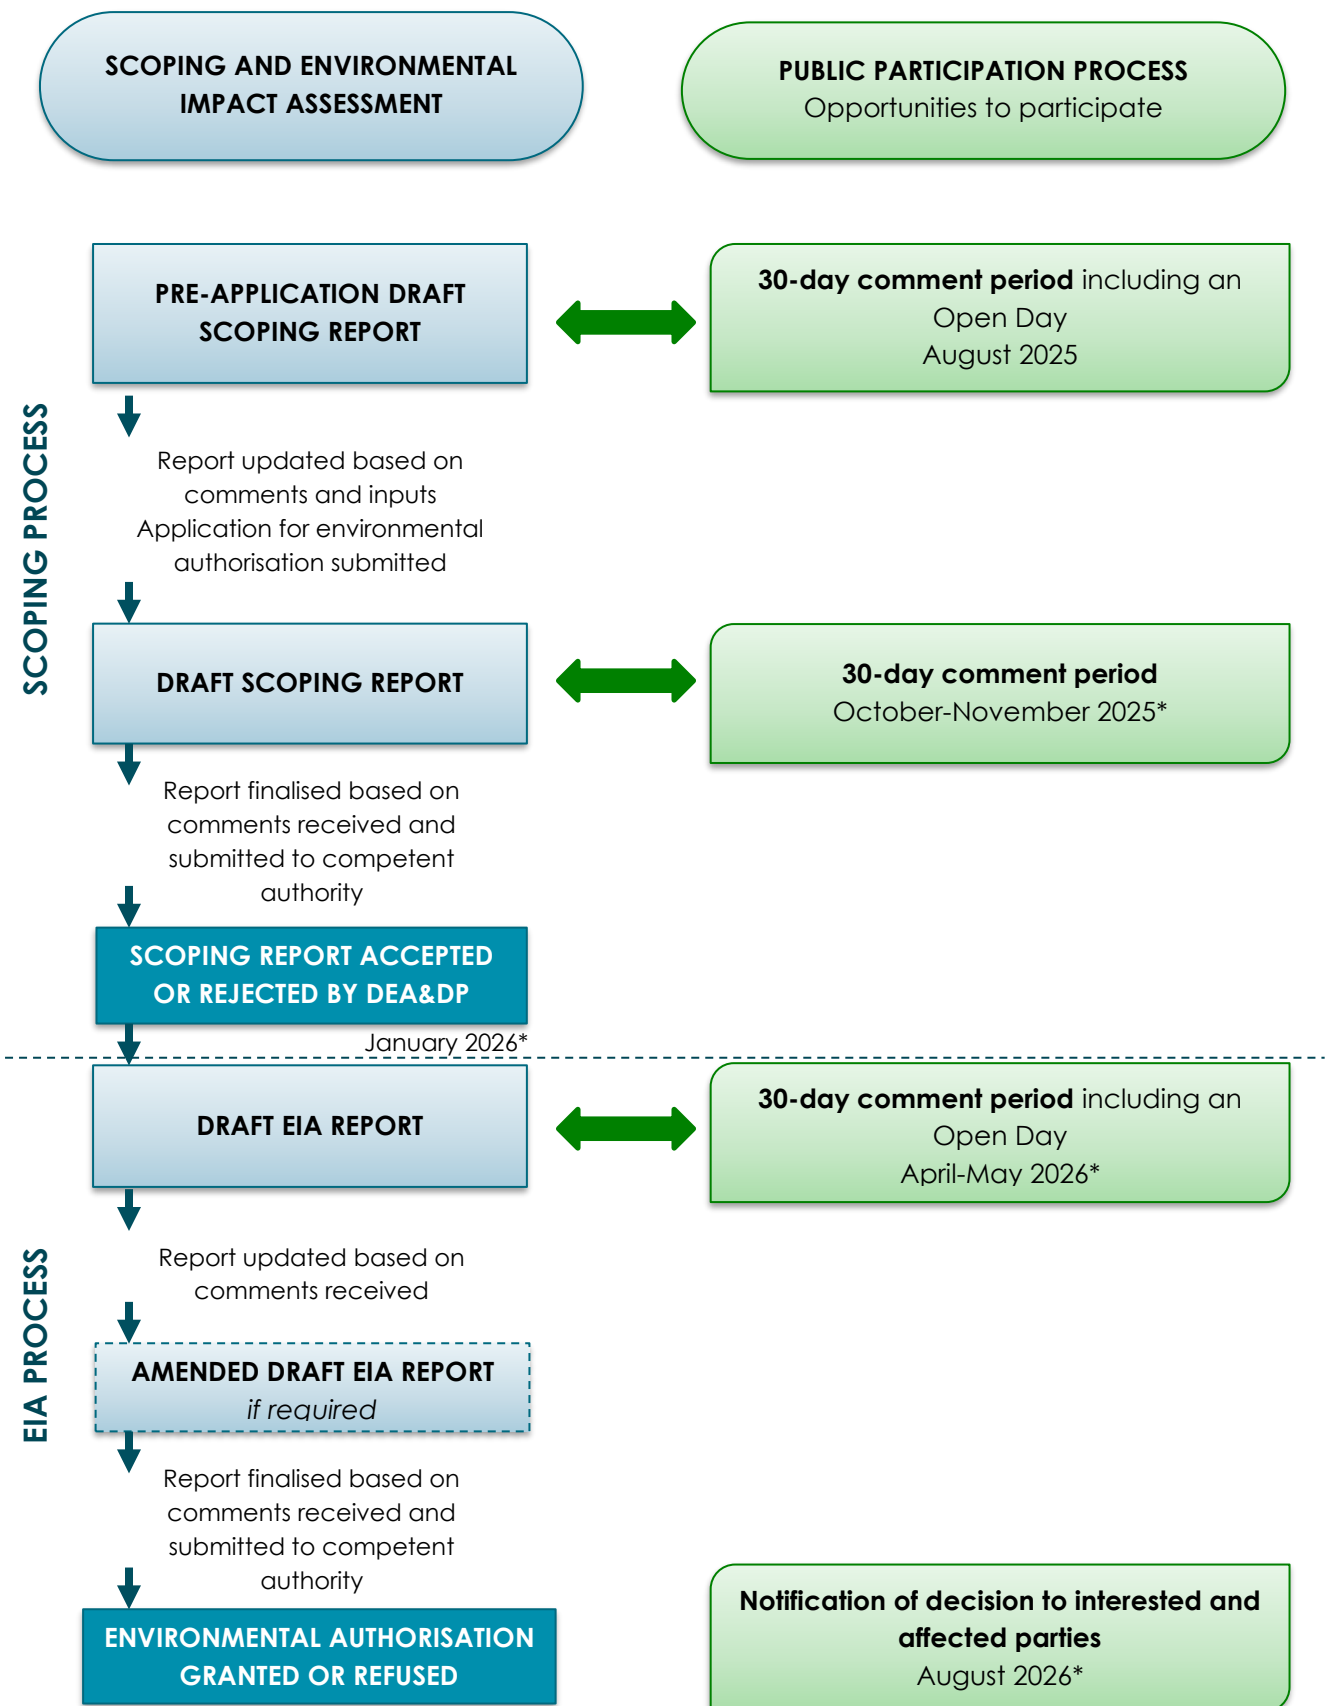 SCOPING AND ENVIRONMENTAL
IMPACT ASSESSMENT
PUBLIC PARTICIPATION PROCESS
Opportunities to participate
SCOPING PROCESS
PRE-APPLICATION DRAFT
SCOPING REPORT
30-day comment period including an
Open Day
August 2025
Report updated based on
comments and inputs
Application for environmental
authorisation submitted
DRAFT SCOPING REPORT
30-day comment period
October-November 2025*
Report finalised based on
comments received and
submitted to competent
authority
SCOPING REPORT ACCEPTED
OR REJECTED BY DEA&DP
January 2026*
EIA PROCESS
DRAFT EIA REPORT
30-day comment period including an
Open Day
April-May 2026*
Report updated based on
comments received
AMENDED DRAFT EIA REPORT
if required
Report finalised based on
comments received and
submitted to competent
authority
ENVIRONMENTAL AUTHORISATION
GRANTED OR REFUSED
Notification of decision to interested and
affected parties
August 2026*